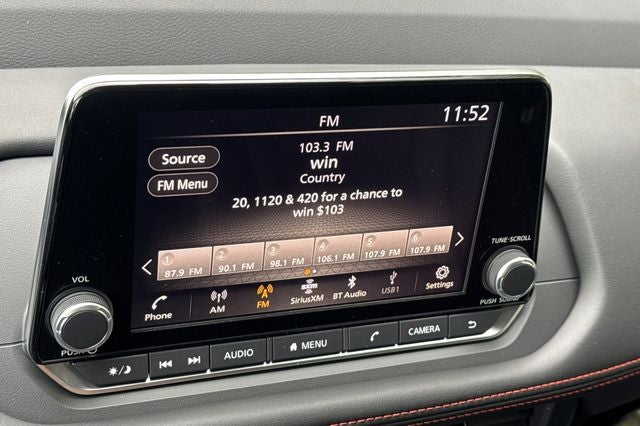 FM
11:52
Source
FM Menu
103.3 FM
win
Country
20, 1120 & 420 for a chance to
win $103
1
87.9 FM
2
90.1 FM
3
98.1 FM
4
106.1 FM
5
107.9 FM
6
107.9 FM
Phone
AM
FM
sxm
SiriusXM
BT Audio
USB1
Settings
VOL
PUSH
TUNE·SCROLL
PUSH SOUND
AUDIO
MENU
CAMERA